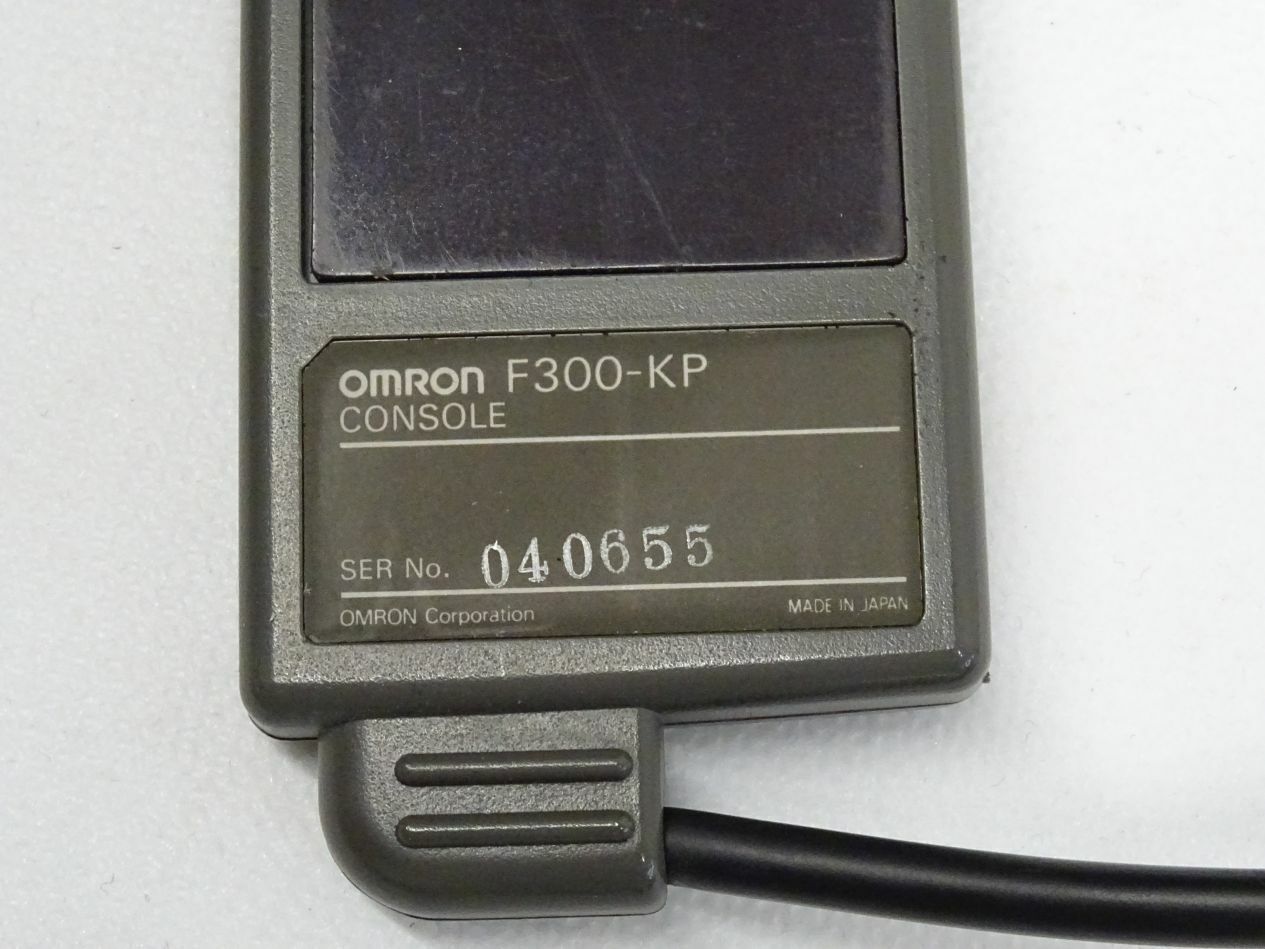 OMRON F300-KP
CONSOLE
SER No. 040655
OMRON Corporation MADE IN JAPAN